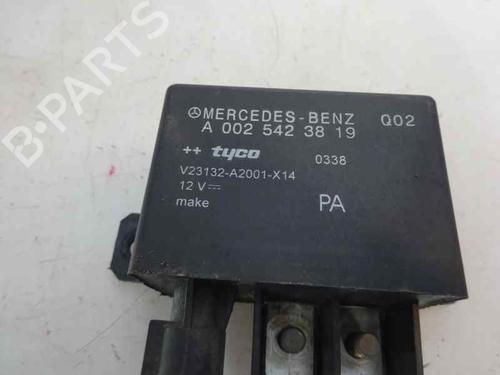 MERCEDES-BENZ Q02
A 002 542 38 19
++ tyco 0338
V23132-A2001-X14
12 V
make PA
B-PARTS